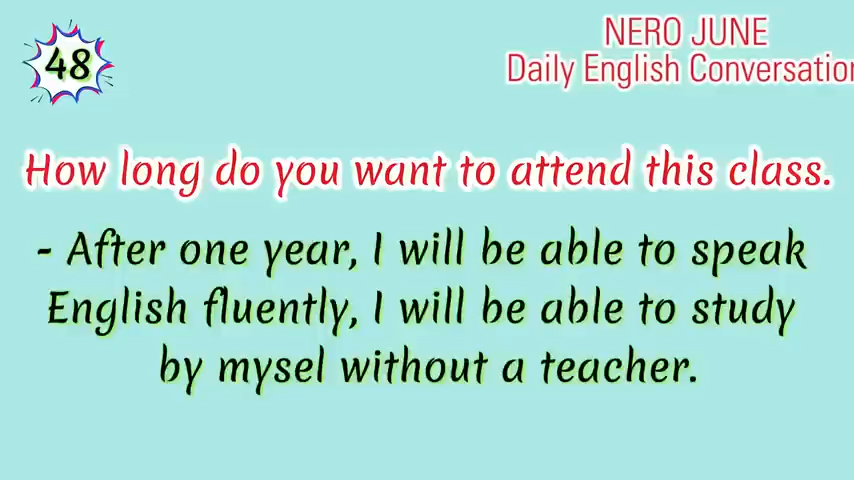 48
NERO JUNE
Daily English Conversation
How long do you want to attend this class.
- After one year, I will be able to speak
English fluently, I will be able to study
by mysel without a teacher.